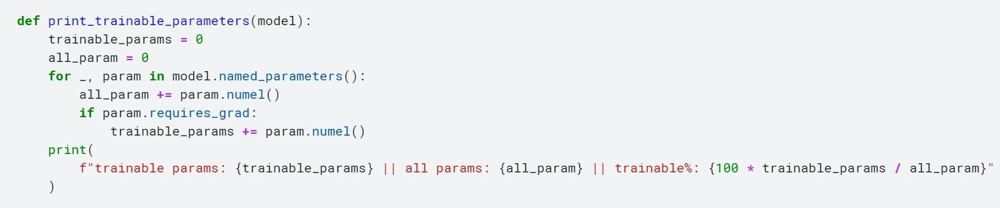 def print_trainable_parameters(model):
    trainable_params = 0
    all_param = 0
    for _, param in model.named_parameters():
        all_param += param.numel()
        if param.requires_grad:
            trainable_params += param.numel()
    print(
        f"trainable params: {trainable_params} || all params: {all_param} || trainable%: {100 * trainable_params / all_param}"
    )